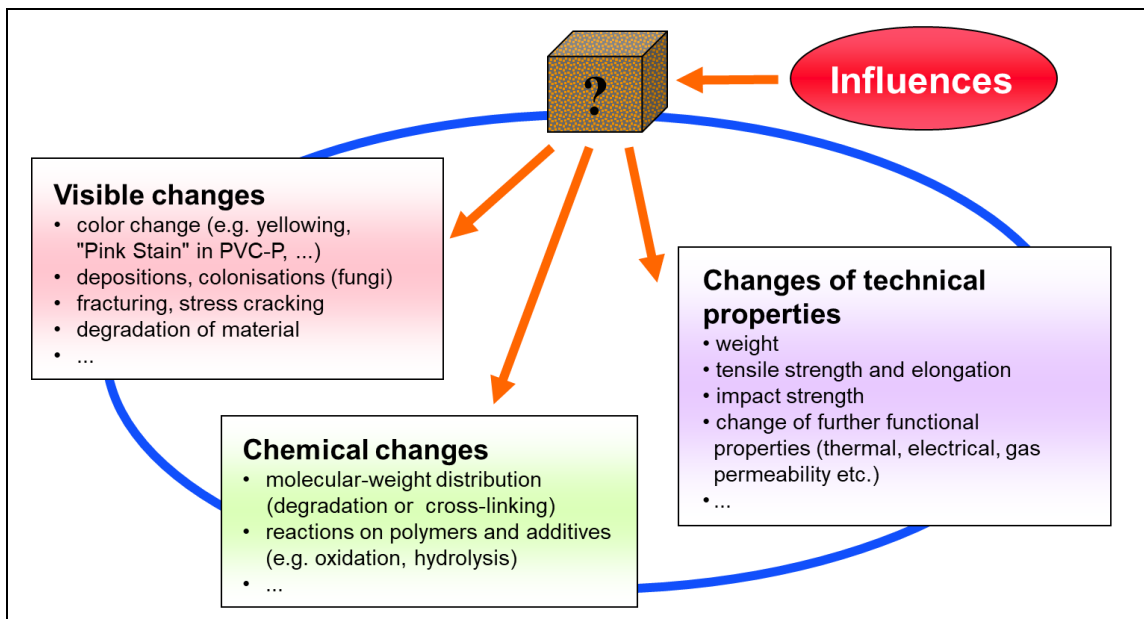 ?
Influences
Visible changes
• color change (e.g. yellowing,
"Pink Stain" in PVC-P, ...)
• depositions, colonisations (fungi)
• fracturing, stress cracking
• degradation of material
• ...
Changes of technical
properties
• weight
• tensile strength and elongation
• impact strength
• change of further functional
properties (thermal, electrical, gas
permeability etc.)
• ...
Chemical changes
• molecular-weight distribution
(degradation or cross-linking)
• reactions on polymers and additives
(e.g. oxidation, hydrolysis)
• ...